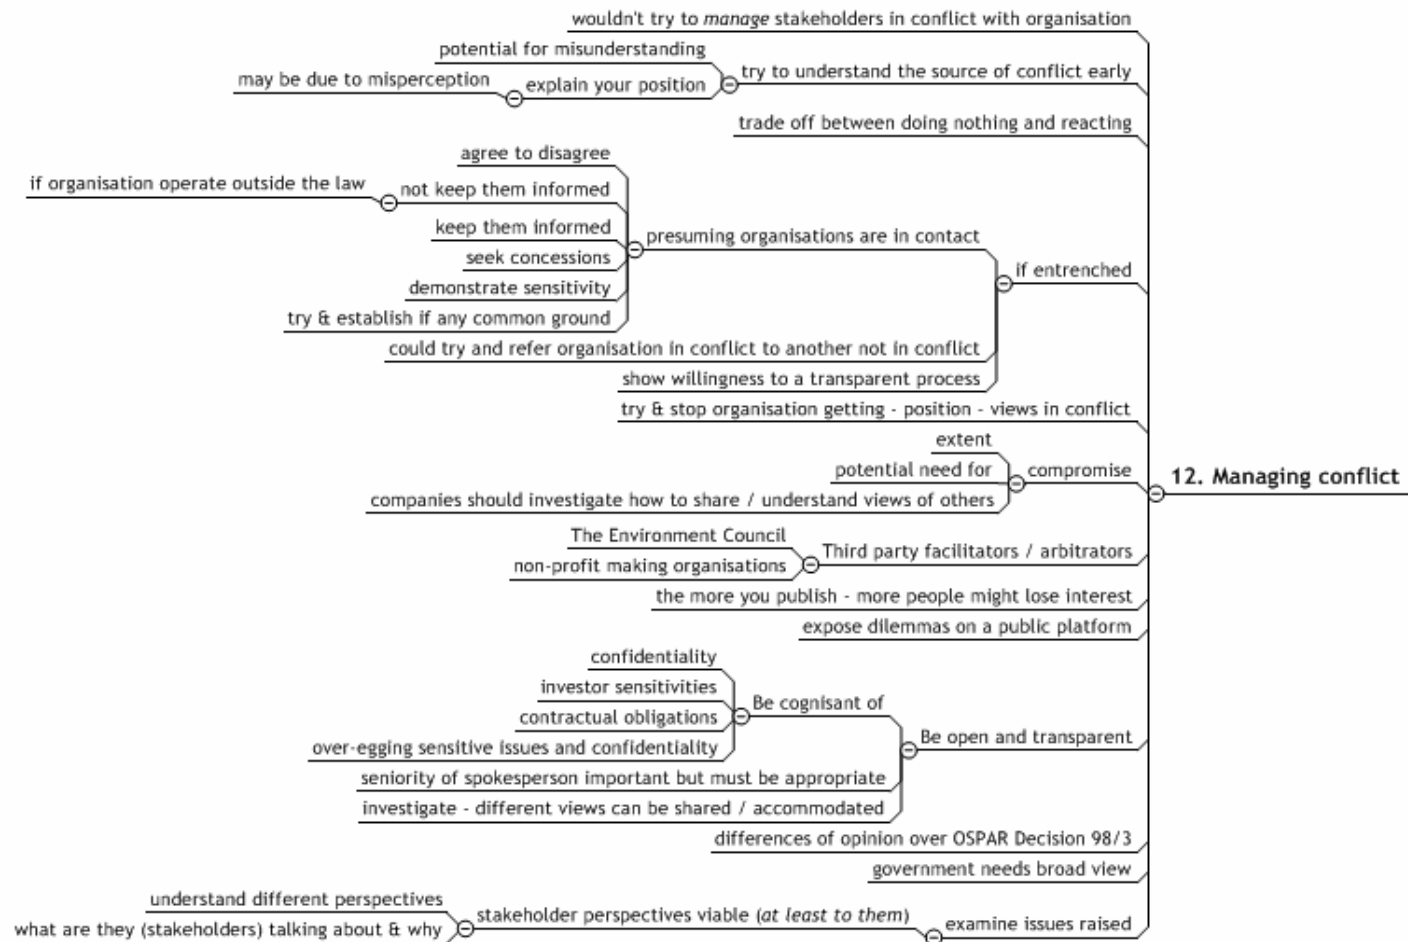 wouldn't try to manage stakeholders in conflict with organisation
potential for misunderstanding
try to understand the source of conflict early
may be due to misperception
explain your position
trade off between doing nothing and reacting
agree to disagree
if organisation operate outside the law
not keep them informed
keep them informed
presuming organisations are in contact
seek concessions
if entrenched
demonstrate sensitivity
try & establish if any common ground
could try and refer organisation in conflict to another not in conflict
show willingness to a transparent process
try & stop organisation getting - position - views in conflict
extent
potential need for
compromise
12. Managing conflict
companies should investigate how to share / understand views of others
The Environment Council
Third party facilitators / arbitrators
non-profit making organisations
the more you publish - more people might lose interest
expose dilemmas on a public platform
confidentiality
investor sensitivities
Be cognisant of
contractual obligations
Be open and transparent
over-egging sensitive issues and confidentiality
seniority of spokesperson important but must be appropriate
investigate - different views can be shared / accommodated
differences of opinion over OSPAR Decision 98/3
government needs broad view
understand different perspectives
stakeholder perspectives viable (at least to them)
examine issues raised
what are they (stakeholders) talking about & why